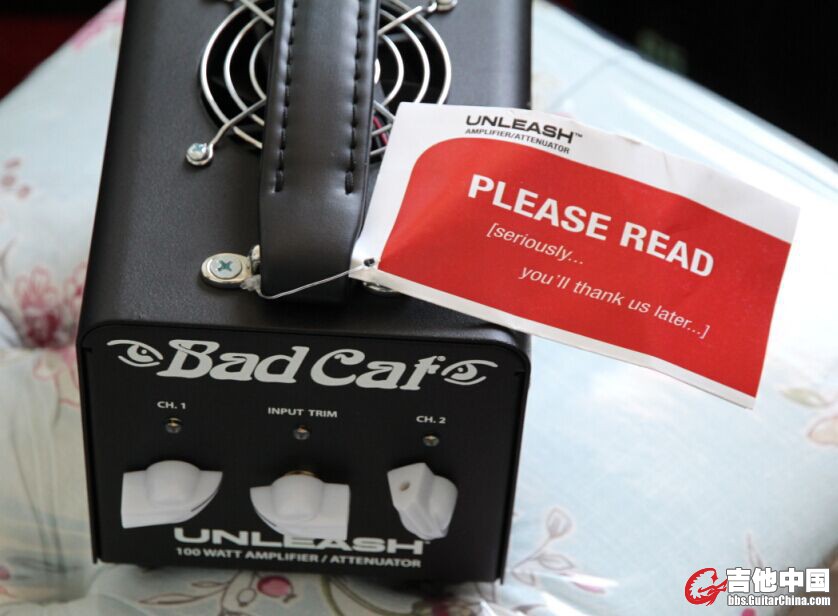 UNLEASH™
AMPLIFIER/ATTENUATOR
PLEASE READ
[seriously...
you'll thank us later...]
Bad Cat
CH. 1
INPUT TRIM
CH. 2
UNLEASH
100 WATT AMPLIFIER / ATTENUATOR
吉他中国
bbs.GuitarChina.com